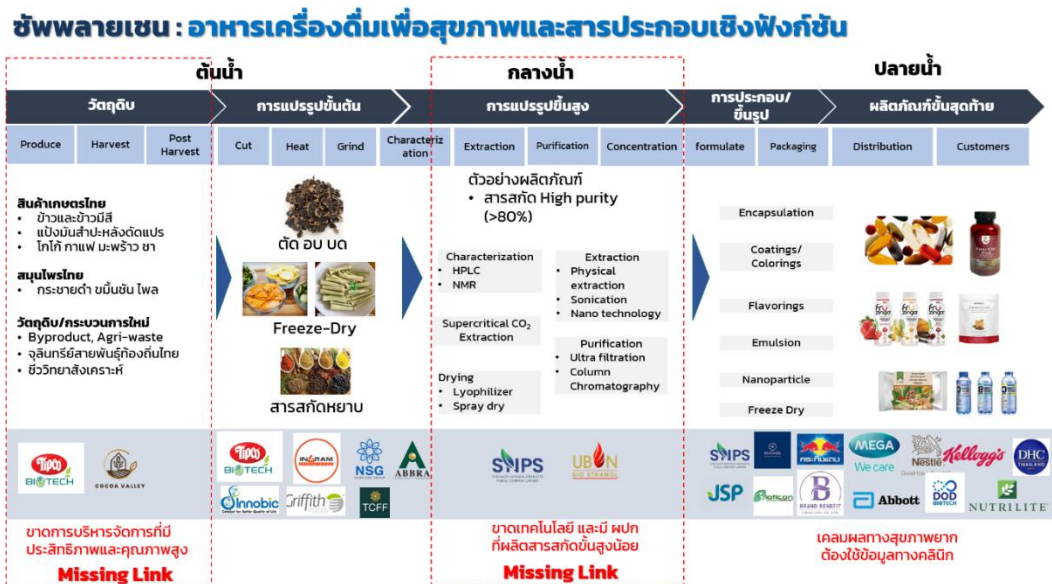 ซัพพลายเชน : อาหารเครื่องดื่มเพื่อสุขภาพและสารประกอบเชิงฟังก์ชัน
ต้นน้ำ
กลางน้ำ
ปลายน้ำ
วัตถุดิบ
การแปรรูปขั้นต้น
การแปรรูปขึ้นสูง
การประกอบ/
ขึ้นรูป
ผลิตภัณฑ์ขั้นสุดท้าย
Produce
Harvest
Post
Harvest
Cut
Heat
Grind
Characteriz
ation
Extraction
Purification
Concentration
formulate
Packaging
Distribution
Customers
สินค้าเกษตรไทย
• ข้าวและข้าวมีสี
• แป้งมันสำปะหลังดัดแปร
• โกโก้ กาแฟ มะพร้าว ชา
สมุนไพรไทย
• กระชายดำ ขมิ้นชัน ไพล
วัตถุดิบ/กระบวนการใหม่
• Byproduct, Agri-waste
• จุลินทรีย์สายพันธุ์ท้องถิ่นไทย
• ชีววิทยาสังเคราะห์
ตัด อบ บด
Freeze-Dry
สารสกัดหยาบ
ตัวอย่างผลิตภัณฑ์
• สารสกัด High purity
(>80%)
Characterization
• HPLC
• NMR
Supercritical CO₂
Extraction
Drying
• Lyophilizer
• Spray dry
Extraction
• Physical
extraction
• Sonication
• Nano technology
Purification
• Ultra filtration
• Column
Chromatography
Encapsulation
Coatings/
Colorings
Flavorings
Emulsion
Nanoparticle
Freeze Dry
TIPCO
BIOTECH
COCOA VALLEY
TIPCO
BIOTECH
INGRAM
NSG
ABBRA
innobic
Griffith
FOODS
TCFF
SNPS
UBON
BIO ETHANOL
SNPS
กระทิงแดง
MEGA
We care
Nestlé
Kellogg's
DHC
THAILAND
JSP
BRAND BENEFIT
Abbott
DOD
BIOTECH
NUTRILITE
ขาดการบริหารจัดการที่มี
ประสิทธิภาพและคุณภาพสูง
Missing Link
ขาดเทคโนโลยี และมี ผปก
ที่ผลิตสารสกัดขั้นสูงน้อย
Missing Link
เคลมผลทางสุขภาพยาก
ต้องใช้ข้อมูลทางคลินิก